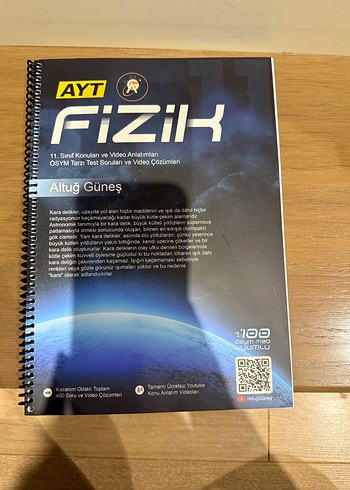 AYT
FİZİK
11. Sınıf Konuları ve Video Anlatımları
ÖSYM Tarzı Test Soruları ve Video Çözümleri
Altuğ Güneş
Kara delikler, uzayda yol alan hiçbir maddenin ve ışık da dahil hiçbir
radyasyonun kaçamayacağı kadar büyük kütle çekim alanlarıdır.
Astronomik tanımıyla bir kara delik, büyük kütleli yıldızların süpernova
patlamasıyla ölmesi sonucunda oluşan, bilinen en sıkışık (kompakt)
gök cismidir. Yani kara delikler, aslında ölü yıldızlardır; çünkü yeterince
büyük kütleli yıldızların yakıtı bittiğinde, kendi üzerine çökerler ve bir
kara delik oluştururlar. Kara deliklerin olay ufku denilen bölgelerinde
kütle çekim kuvveti öylesine güçlüdür ki bu noktadan itibaren ışık dahi
kara deliğin çekiminden kaçamaz. Işığın kaçamaması sebebiyle
renkleri veya gözle görünür ışımaları yoktur ve bu nedenle
"kara" olarak adlandırılırlar.
%100
ÖSYM MEB
UYUMLU
Kazanım Odaklı Toplam
400 Soru ve Video Çözümleri
Tamamı Ücretsiz Youtube
Konu Anlatım Videoları